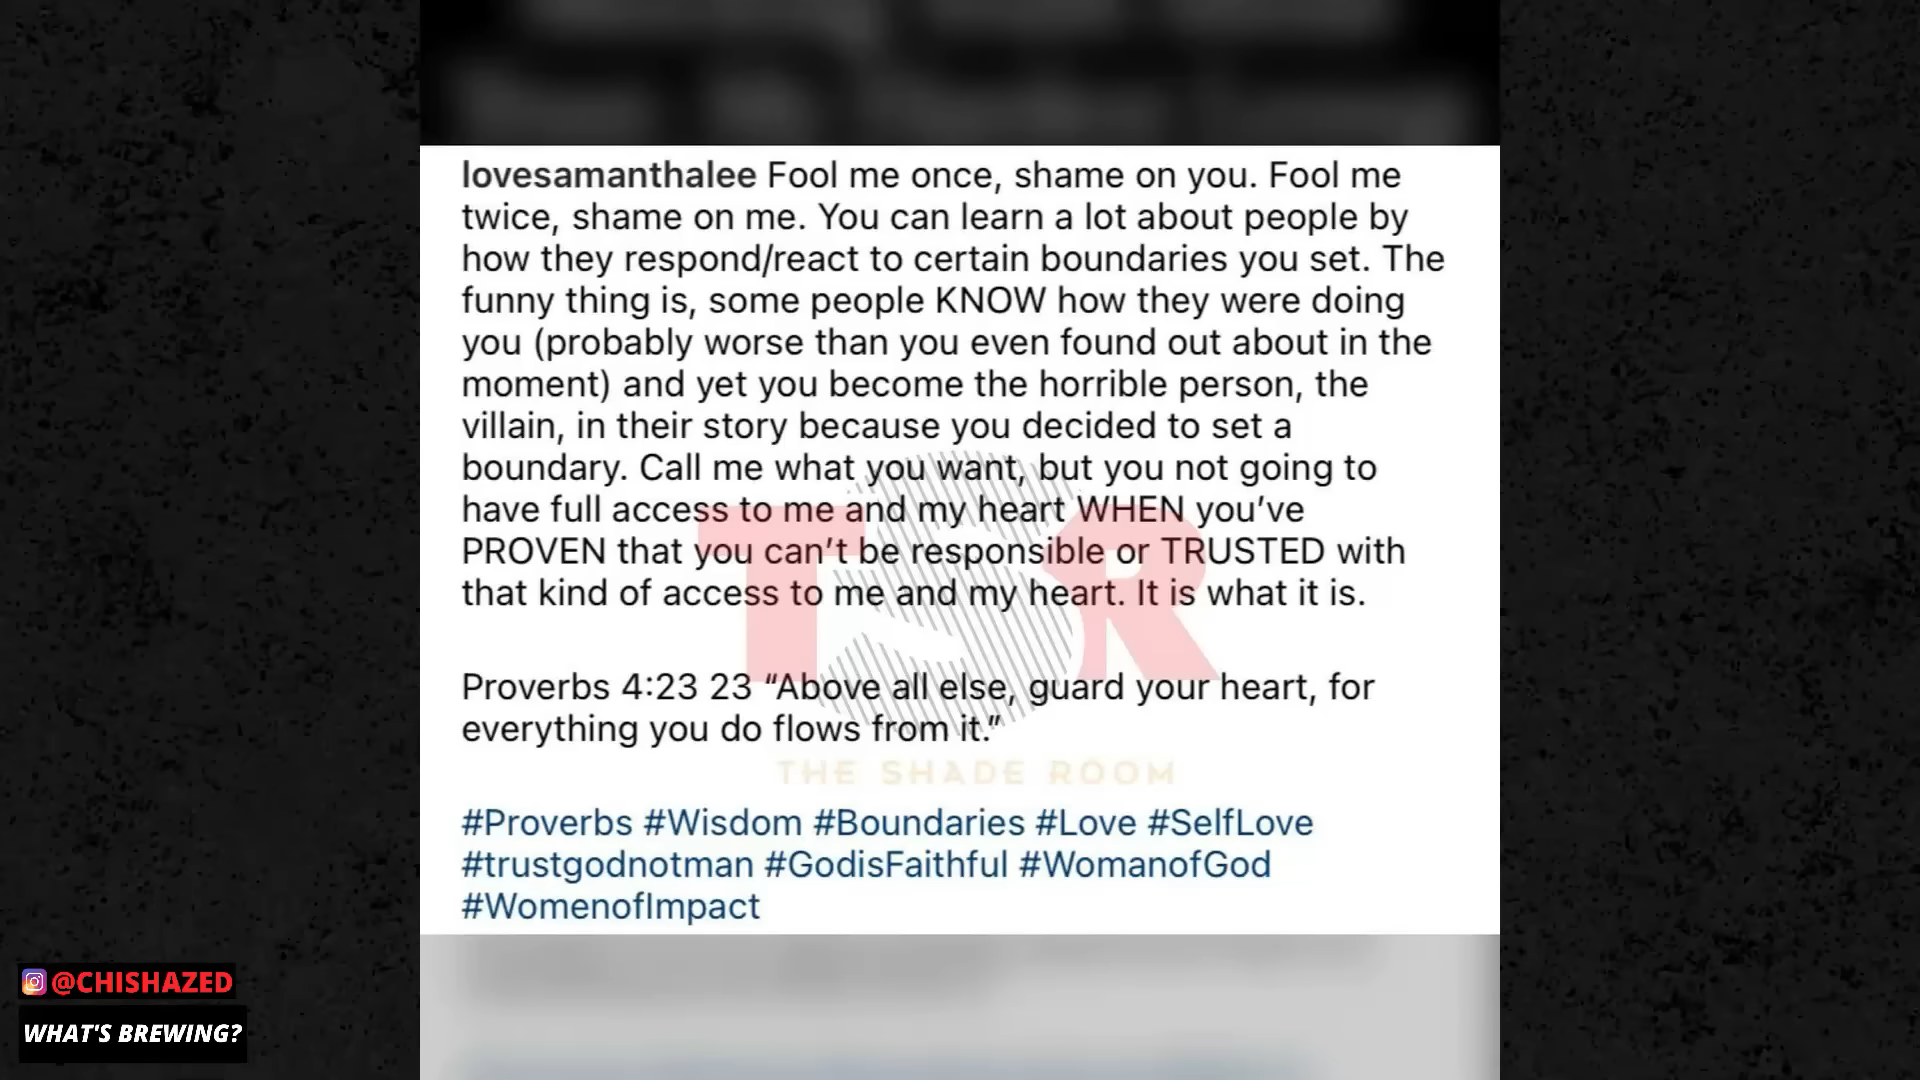 lovesamanthalee Fool me once, shame on you. Fool me
twice, shame on me. You can learn a lot about people by
how they respond/react to certain boundaries you set. The
funny thing is, some people KNOW how they were doing
you (probably worse than you even found out about in the
moment) and yet you become the horrible person, the
villain, in their story because you decided to set a
boundary. Call me what you want, but you not going to
have full access to me and my heart WHEN you’ve
PROVEN that you can’t be responsible or TRUSTED with
that kind of access to me and my heart. It is what it is.
Proverbs 4:23 23 “Above all else, guard your heart, for
everything you do flows from it.”
TSR
THE SHADE ROOM
#Proverbs #Wisdom #Boundaries #Love #SelfLove
#trustgodnotman #GodisFaithful #WomanofGod
#WomenofImpact
@CHISHAZED
WHAT'S BREWING?